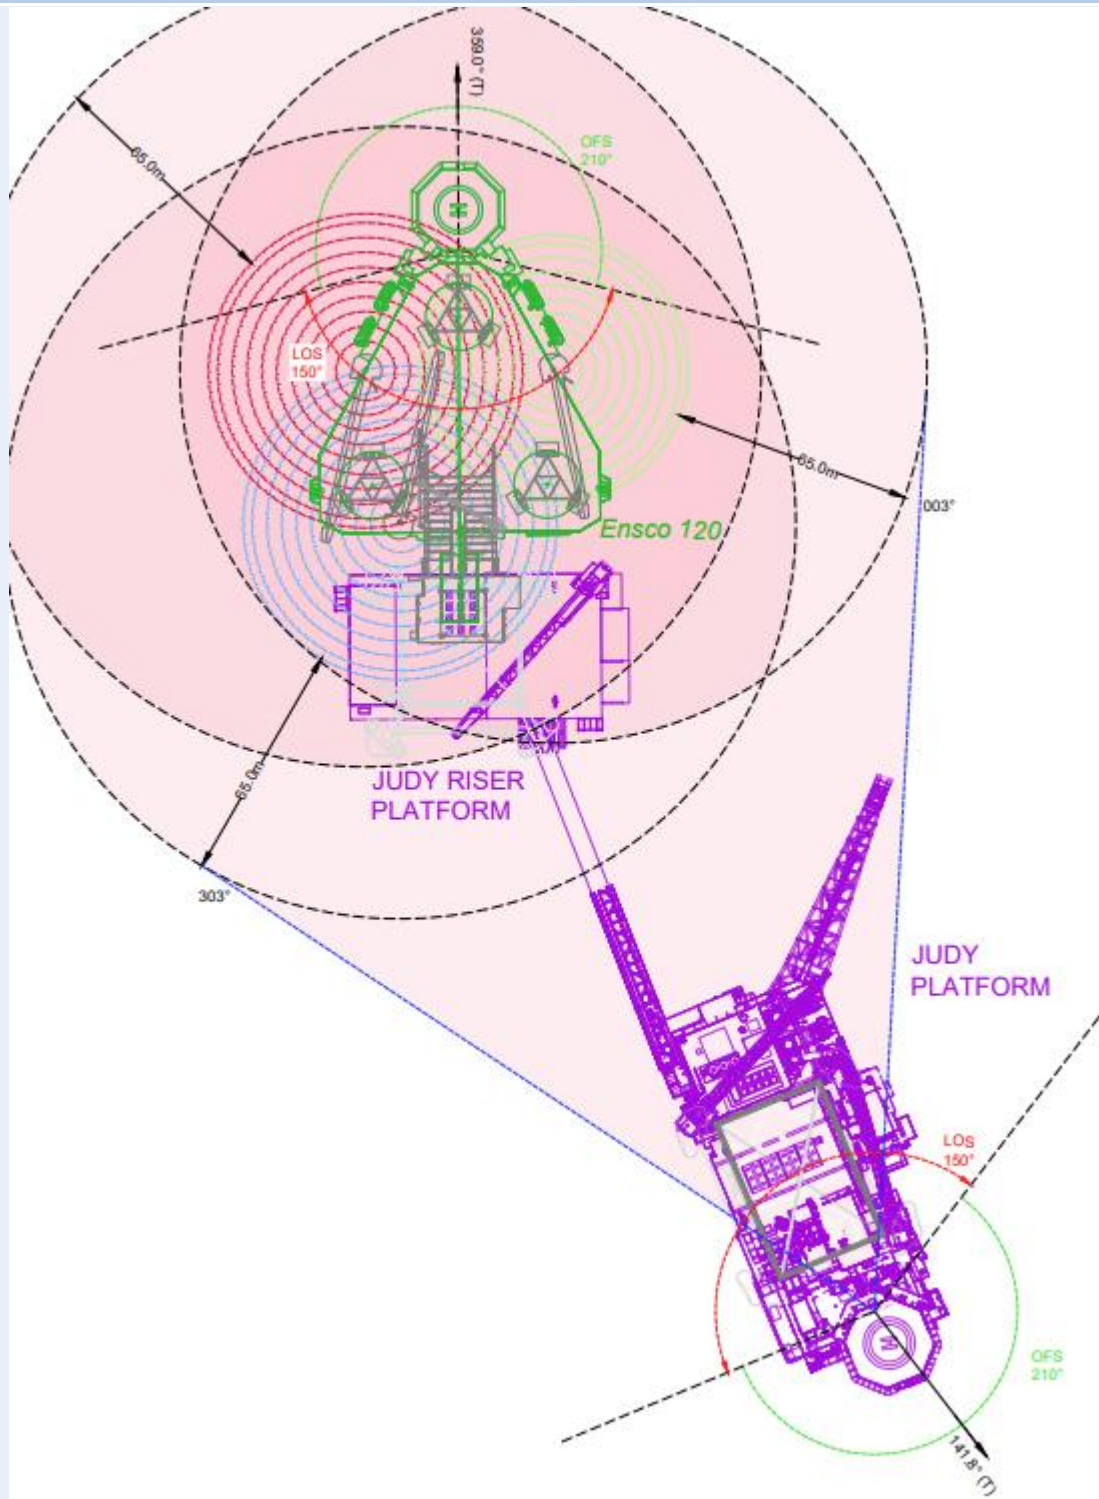 359.0° (T)
OFS
210°
65.0m
LOS
150°
65.0m
003°
Ensco 120
JUDY RISER
PLATFORM
65.0m
303°
JUDY
PLATFORM
LOS
150°
OFS
210°
141.8° (T)
H
H